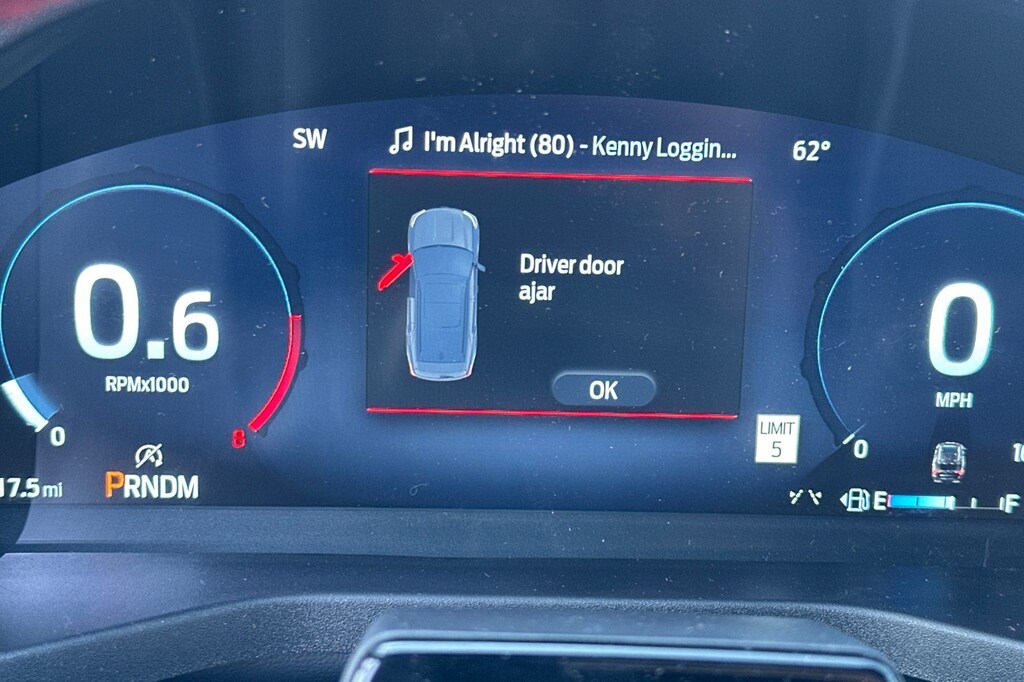 SW
I'm Alright (80) - Kenny Loggin...
62°
Driver door
ajar
OK
0.6
RPMx1000
0
8
PRNDM
17.5 mi
LIMIT
5
0
MPH
0
E
F